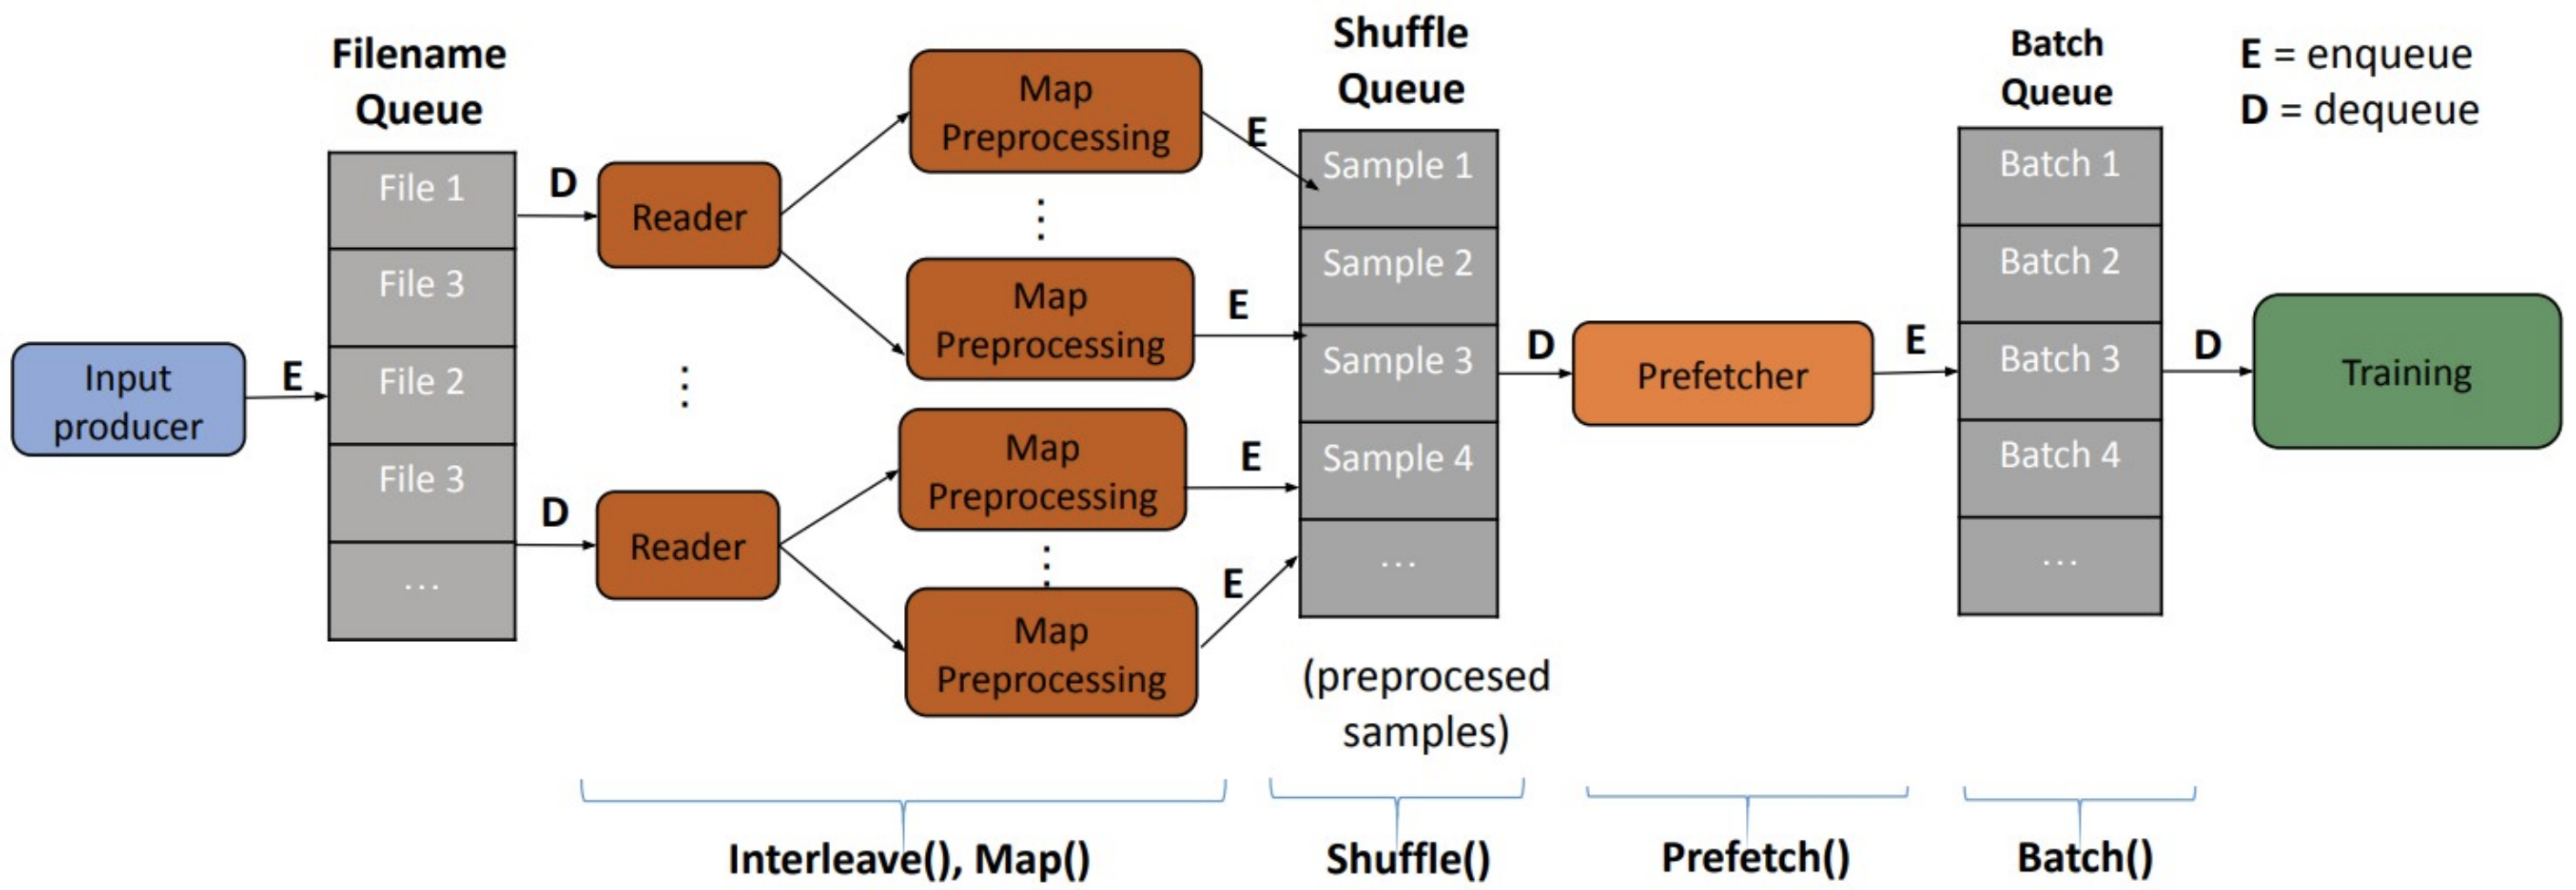 Filename
Queue
Shuffle
Queue
Batch
Queue
E = enqueue
D = dequeue
Input
producer
E
File 1
File 3
File 2
File 3
...
D
D
Reader
⋮
Reader
Map
Preprocessing
⋮
Map
Preprocessing
Map
Preprocessing
⋮
Map
Preprocessing
E
E
E
E
Sample 1
Sample 2
Sample 3
Sample 4
...
(preprocesed
samples)
D
Prefetcher
E
Batch 1
Batch 2
Batch 3
Batch 4
...
D
Training
Interleave(), Map()
Shuffle()
Prefetch()
Batch()